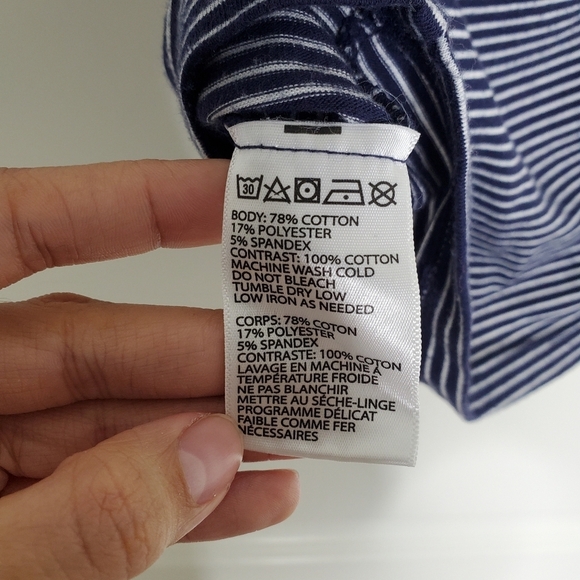 30
BODY: 78% COTTON
17% POLYESTER
5% SPANDEX
CONTRAST: 100% COTTON
MACHINE WASH COLD
DO NOT BLEACH
TUMBLE DRY LOW
LOW IRON AS NEEDED
CORPS: 78% COTON
17% POLYESTER
5% SPANDEX
CONTRASTE: 100% COTON
LAVAGE EN MACHINE À
TEMPÉRATURE FROIDE
NE PAS BLANCHIR
METTRE AU SÉCHE-LINGE
PROGRAMME DÉLICAT
FAIBLE COMME FER
NÉCESSAIRES